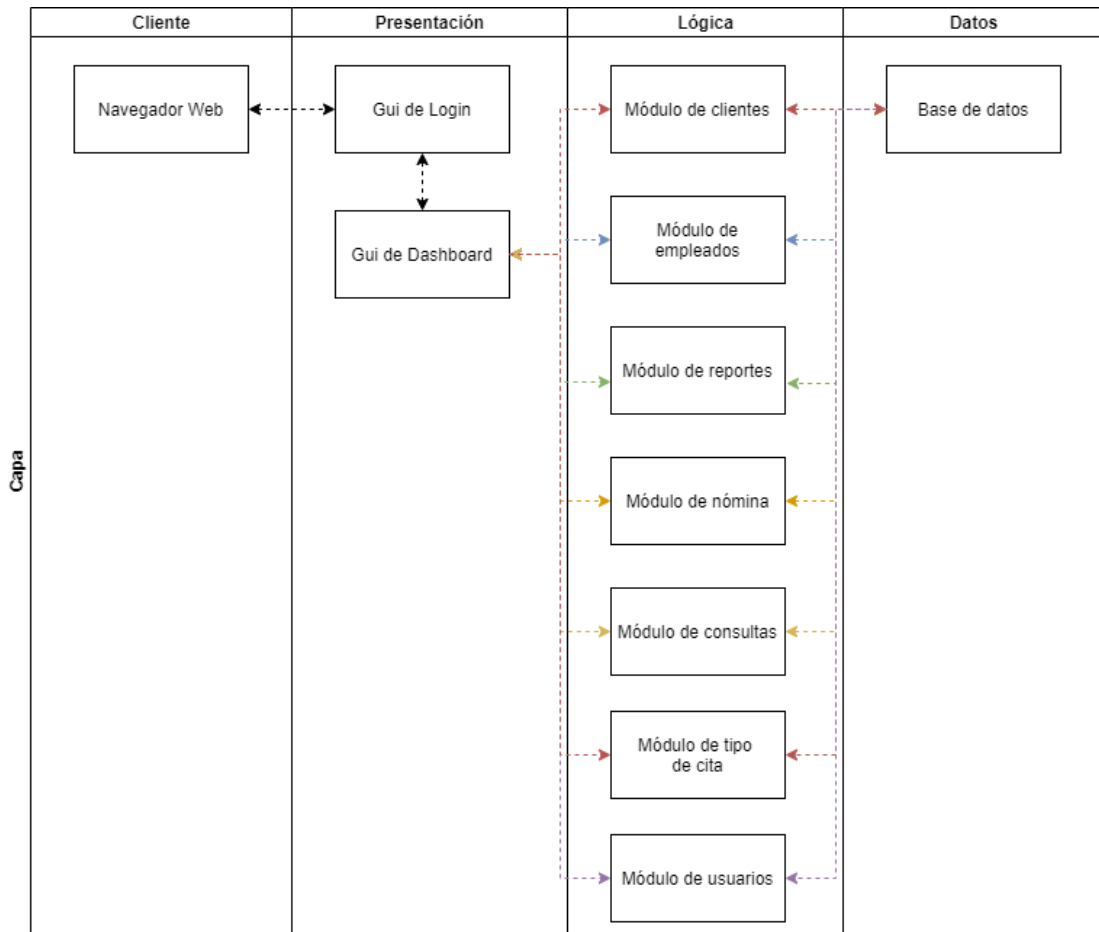 Cliente
Presentación
Lógica
Datos
Capa
Navegador Web
Gui de Login
Módulo de clientes
Base de datos
Gui de Dashboard
Módulo de
empleados
Módulo de reportes
Módulo de nómina
Módulo de consultas
Módulo de tipo
de cita
Módulo de usuarios